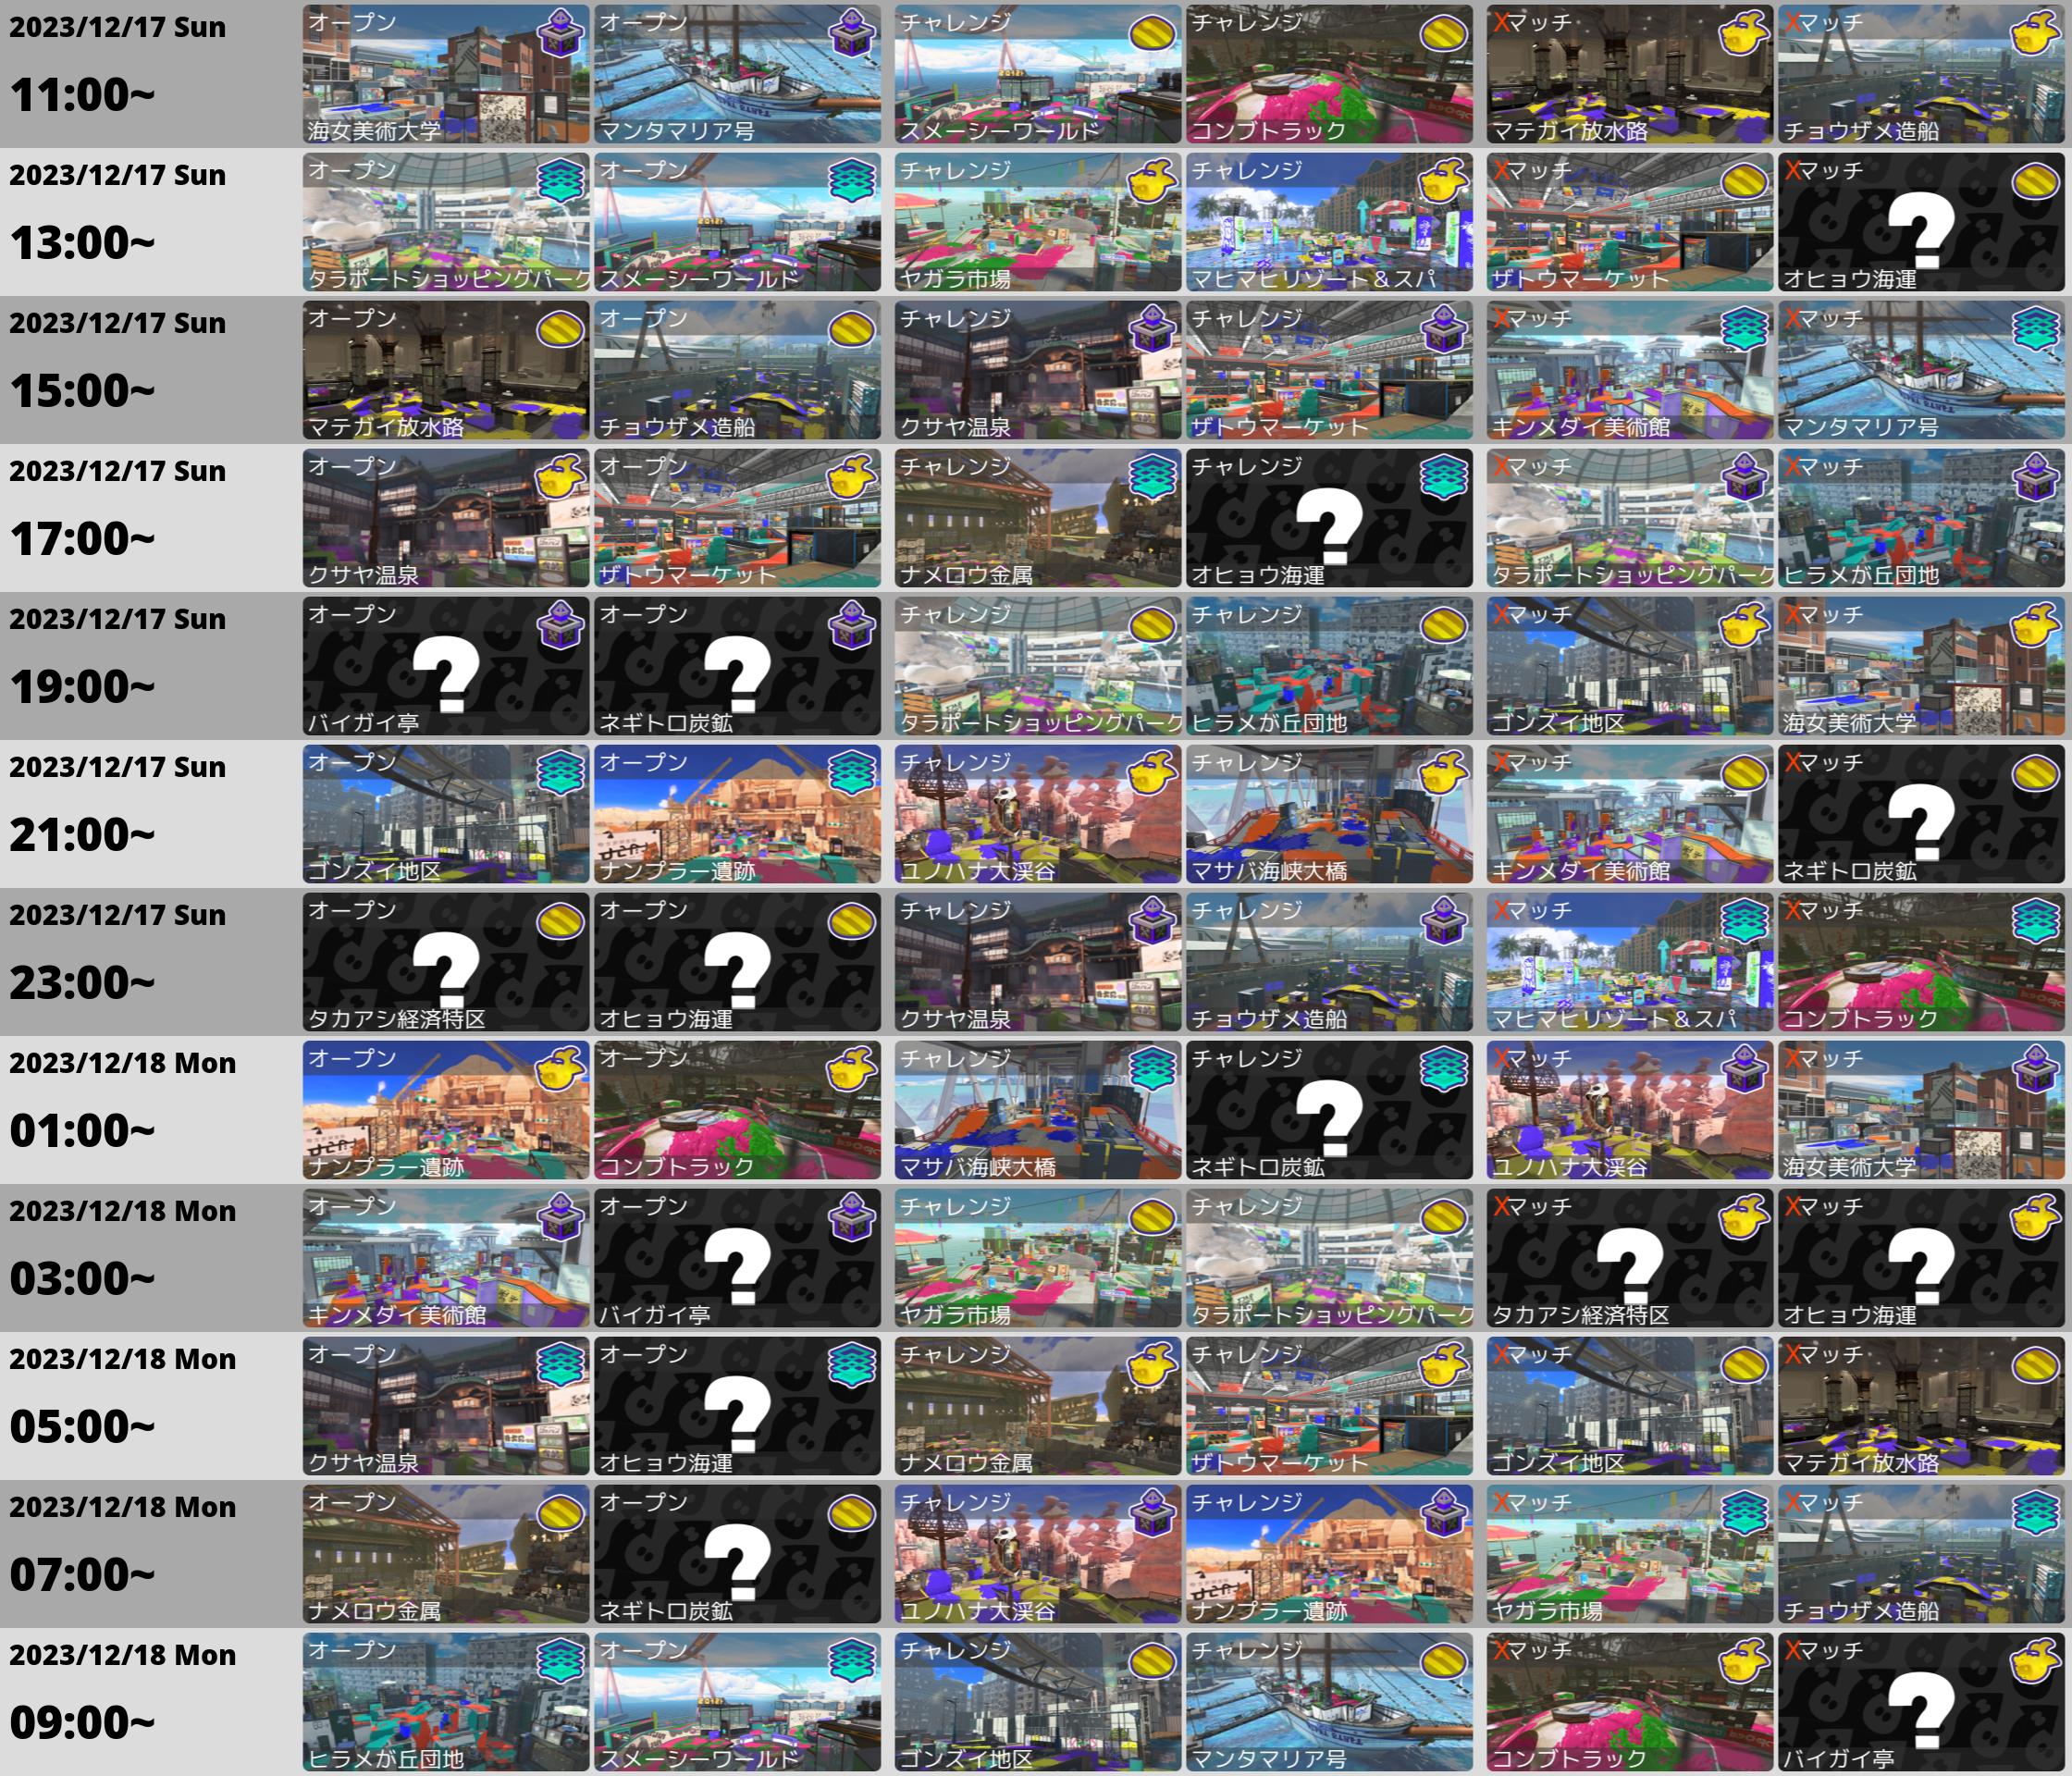 2023/12/17 Sun
11:00~
オープン
海女美術大学
オープン
マンタマリア号
チャレンジ
スメーシーワールド
チャレンジ
コンブトラック
Xマッチ
マテガイ放水路
Xマッチ
チョウザメ造船
2023/12/17 Sun
13:00~
オープン
タラポートショッピングパーク
オープン
スメーシーワールド
チャレンジ
ヤガラ市場
チャレンジ
マヒマヒリゾート&スパ
Xマッチ
ザトウマーケット
Xマッチ
?
オヒョウ海運
2023/12/17 Sun
15:00~
オープン
マテガイ放水路
オープン
チョウザメ造船
チャレンジ
クサヤ温泉
チャレンジ
ザトウマーケット
Xマッチ
キンメダイ美術館
Xマッチ
マンタマリア号
2023/12/17 Sun
17:00~
オープン
クサヤ温泉
オープン
ザトウマーケット
チャレンジ
ナメロウ金属
チャレンジ
?
オヒョウ海運
Xマッチ
タラポートショッピングパーク
Xマッチ
ヒラメが丘団地
2023/12/17 Sun
19:00~
オープン
?
バイガイ亭
オープン
?
ネギトロ炭鉱
チャレンジ
タラポートショッピングパーク
チャレンジ
ヒラメが丘団地
Xマッチ
ゴンズイ地区
Xマッチ
海女美術大学
2023/12/17 Sun
21:00~
オープン
ゴンズイ地区
オープン
ナンプラー遺跡
チャレンジ
ユノハナ大渓谷
チャレンジ
マサバ海峡大橋
Xマッチ
キンメダイ美術館
Xマッチ
?
ネギトロ炭鉱
2023/12/17 Sun
23:00~
オープン
?
タカアシ経済特区
オープン
?
オヒョウ海運
チャレンジ
クサヤ温泉
チャレンジ
チョウザメ造船
Xマッチ
マヒマヒリゾート&スパ
Xマッチ
コンブトラック
2023/12/18 Mon
01:00~
オープン
ナンプラー遺跡
オープン
コンブトラック
チャレンジ
マサバ海峡大橋
チャレンジ
?
ネギトロ炭鉱
Xマッチ
ユノハナ大渓谷
Xマッチ
海女美術大学
2023/12/18 Mon
03:00~
オープン
キンメダイ美術館
オープン
?
バイガイ亭
チャレンジ
ヤガラ市場
チャレンジ
タラポートショッピングパーク
Xマッチ
?
タカアシ経済特区
Xマッチ
?
オヒョウ海運
2023/12/18 Mon
05:00~
オープン
クサヤ温泉
オープン
?
オヒョウ海運
チャレンジ
ナメロウ金属
チャレンジ
ザトウマーケット
Xマッチ
ゴンズイ地区
Xマッチ
マテガイ放水路
2023/12/18 Mon
07:00~
オープン
ナメロウ金属
オープン
?
ネギトロ炭鉱
チャレンジ
ユノハナ大渓谷
チャレンジ
ナンプラー遺跡
Xマッチ
ヤガラ市場
Xマッチ
チョウザメ造船
2023/12/18 Mon
09:00~
オープン
ヒラメが丘団地
オープン
スメーシーワールド
チャレンジ
ゴンズイ地区
チャレンジ
マンタマリア号
Xマッチ
コンブトラック
Xマッチ
?
バイガイ亭